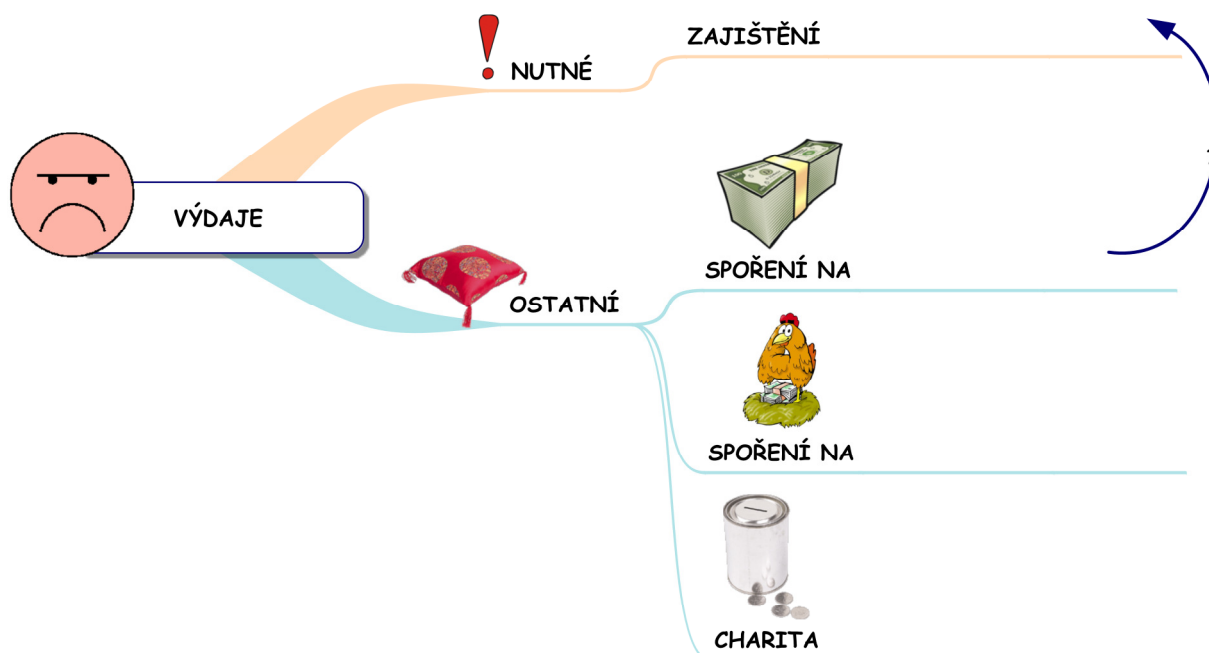 ZAJIŠTĚNÍ
NUTNÉ
VÝDAJE
SPOŘENÍ NA
OSTATNÍ
SPOŘENÍ NA
CHARITA